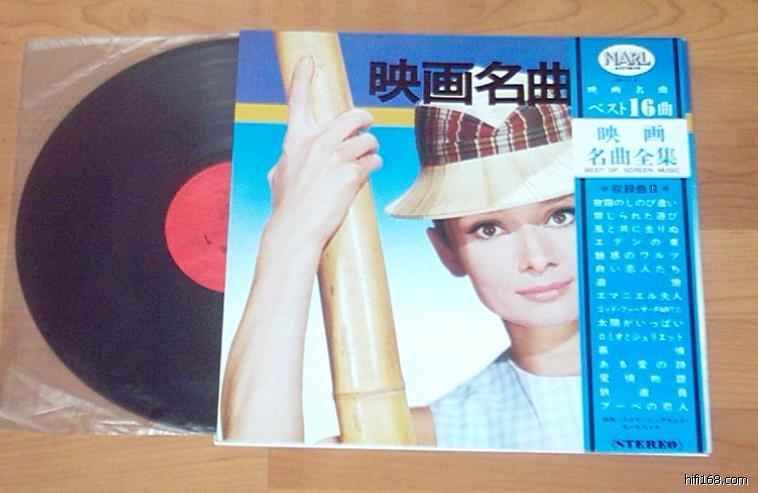 映画名曲
MARL
映画名曲
ベスト16曲
映画
名曲全集
BEST OF SCREEN MUSIC
収録曲目
夜霧のしのび逢い
禁じられた遊び
風と共に去りぬ
エデンの東
魅惑のワルツ
白い恋人たち
追憶
エマニエル夫人
ゴッド・ファーザーPARTⅡ
太陽がいっぱい
ロミオとジュリエット
慕情
ある愛の詩
愛情物語
鉄道員
ブーベの恋人
STEREO
hifi168.com